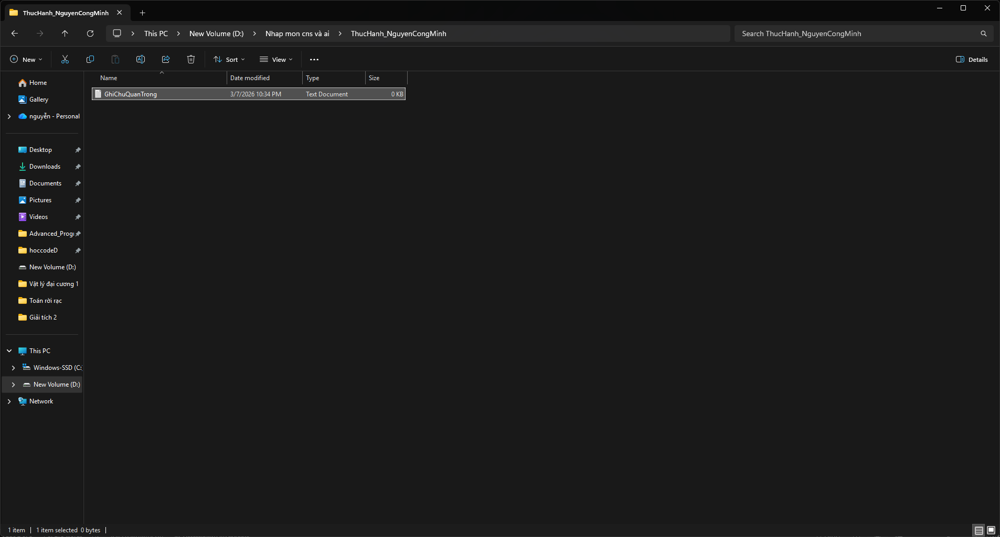 ThucHanh_NguyenCongMinh
This PC > New Volume (D:) > Nhap mon cns và ai > ThucHanh_NguyenCongMinh
Search ThucHanh_NguyenCongMinh
New
Sort
View
Details
Name Date modified Type Size
GhiChuQuanTrong 3/7/2026 10:34 PM Text Document 0 KB
Home
Gallery
nguyễn - Personal
Desktop
Downloads
Documents
Pictures
Videos
Advanced_Progr
hoccodeD
New Volume (D:)
Vật lý đại cương 1
Toán rời rạc
Giải tích 2
This PC
Windows-SSD (C:
New Volume (D:)
Network
1 item | 1 item selected 0 bytes |